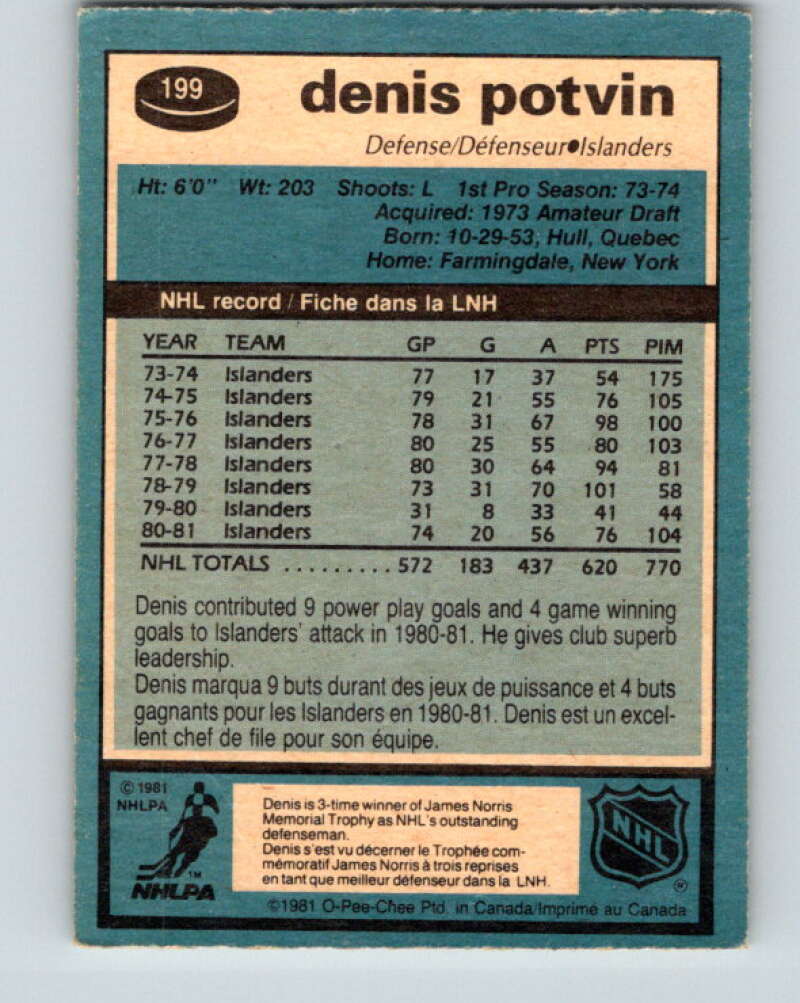 199
denis potvin
Defense/Défenseur●Islanders
Ht: 6'0" Wt: 203 Shoots: L 1st Pro Season: 73-74
Acquired: 1973 Amateur Draft
Born: 10-29-53, Hull, Quebec
Home: Farmingdale, New York
NHL record / Fiche dans la LNH
YEAR TEAM GP G A PTS PIM
73-74 Islanders 77 17 37 54 175
74-75 Islanders 79 21 55 76 105
75-76 Islanders 78 31 67 98 100
76-77 Islanders 80 25 55 80 103
77-78 Islanders 80 30 64 94 81
78-79 Islanders 73 31 70 101 58
79-80 Islanders 31 8 33 41 44
80-81 Islanders 74 20 56 76 104
NHL TOTALS .......... 572 183 437 620 770
Denis contributed 9 power play goals and 4 game winning
goals to Islanders' attack in 1980-81. He gives club superb
leadership.
Denis marqua 9 buts durant des jeux de puissance et 4 buts
gagnants pour les Islanders en 1980-81. Denis est un excel-
lent chef de file pour son équipe.
© 1981
NHLPA
TM
NHLPA
Denis is 3-time winner of James Norris
Memorial Trophy as NHL's outstanding
defenseman.
Denis s'est vu décerner le Trophée com-
mémoratif James Norris à trois reprises
en tant que meilleur défenseur dans la LNH.
NHL
©1981 O-Pee-Chee Ptd. in Canada/Imprimé au Canada